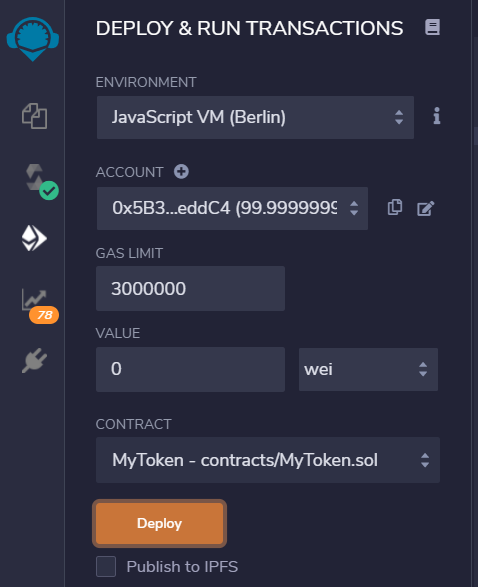 DEPLOY & RUN TRANSACTIONS
ENVIRONMENT
JavaScript VM (Berlin)
ACCOUNT
0x5B3...eddC4 (99.9999999
GAS LIMIT
3000000
VALUE
0 wei
CONTRACT
MyToken - contracts/MyToken.sol
Deploy
Publish to IPFS
78